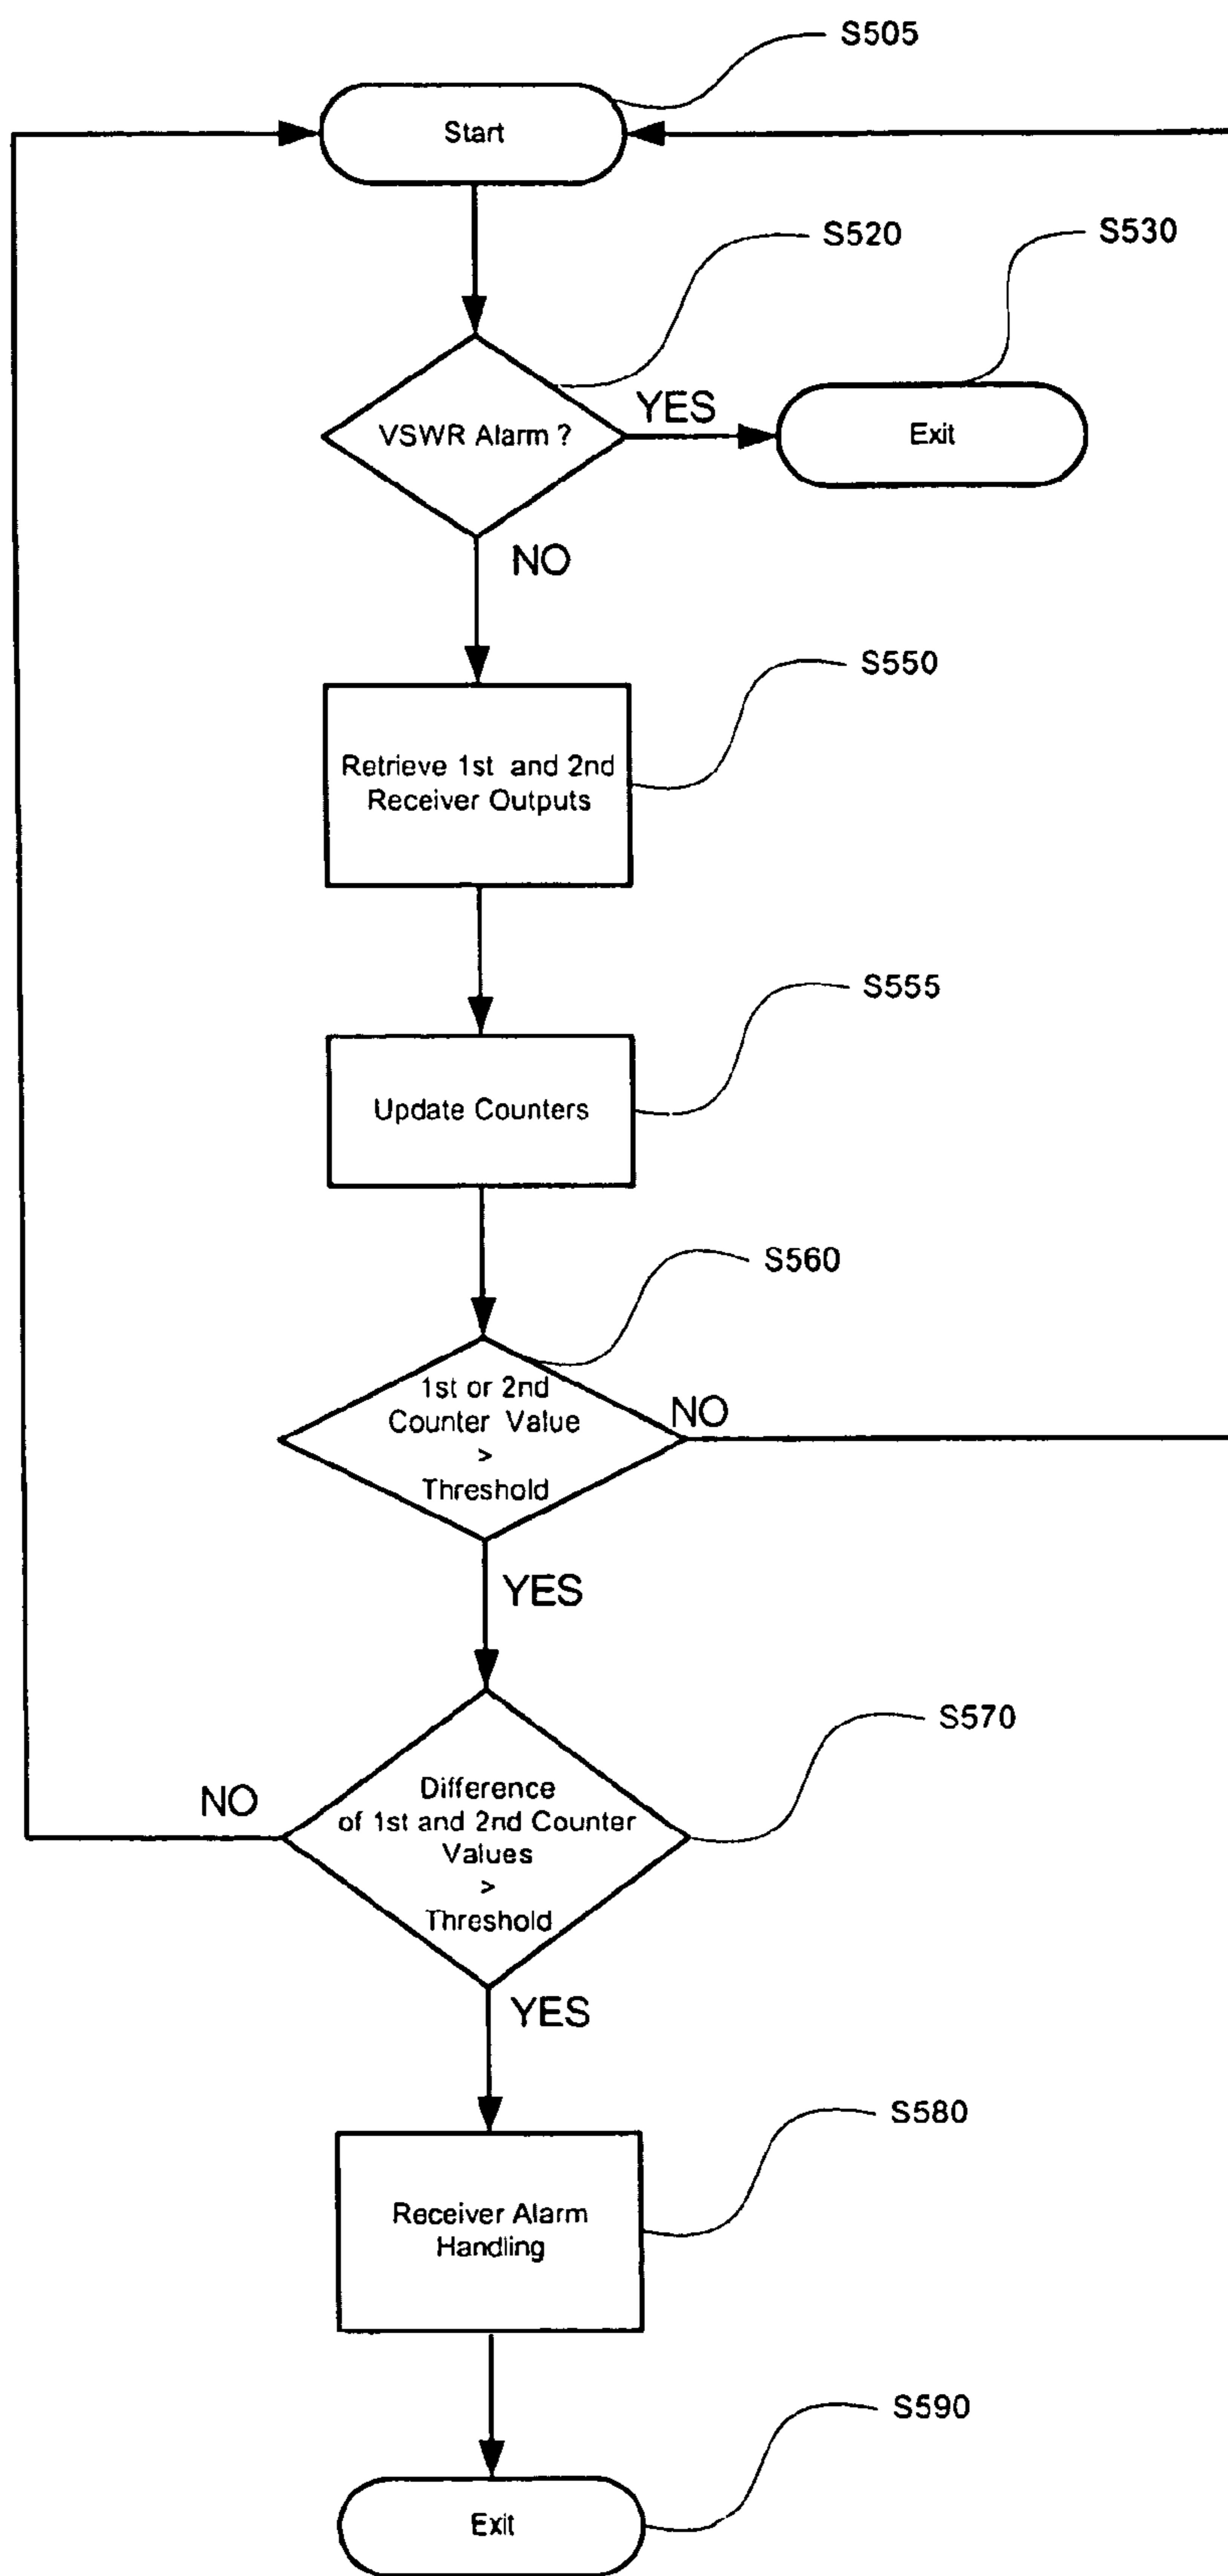 S505
Start
S520
S530
VSWR Alarm ?
YES
Exit
NO
S550
Retrieve 1st and 2nd
Receiver Outputs
S555
Update Counters
S560
1st or 2nd
Counter Value
>
Threshold
NO
YES
S570
NO
Difference
of 1st and 2nd Counter
Values
>
Threshold
YES
S580
Receiver Alarm
Handling
S590
Exit